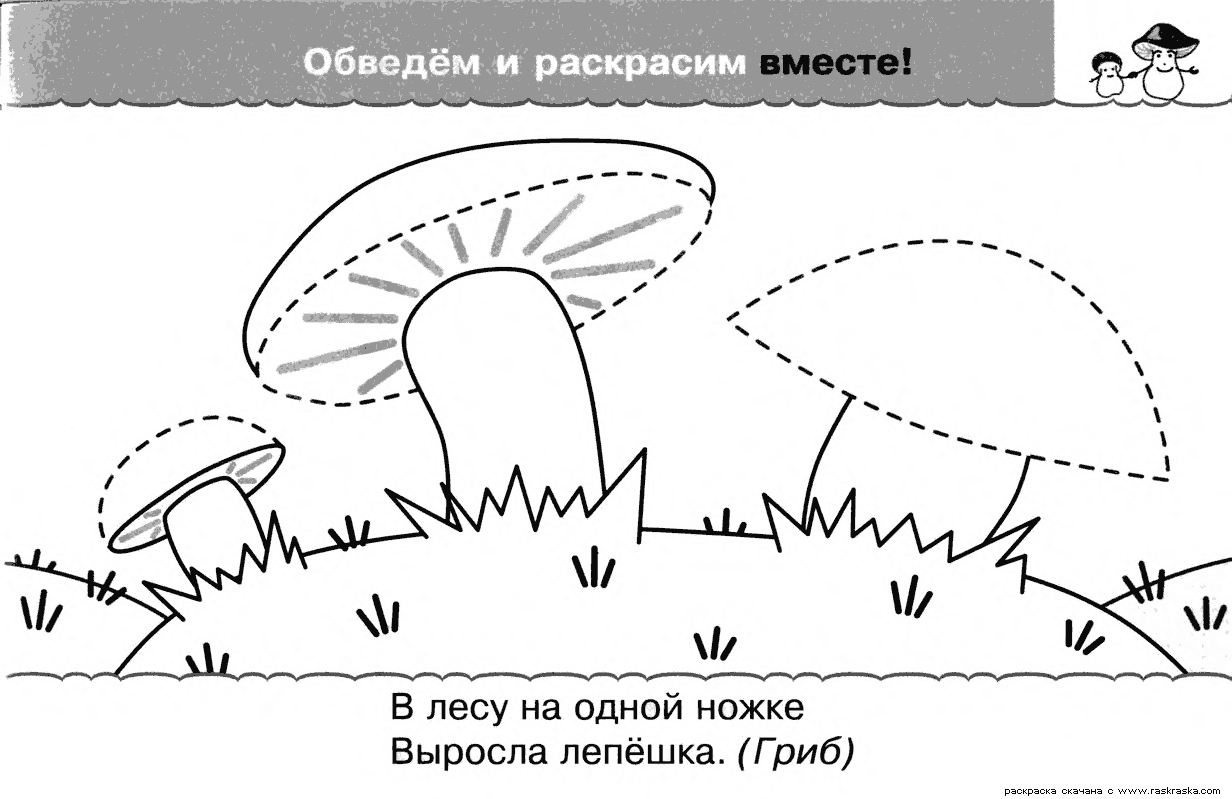 Обведём и раскрасим вместе!
В лесу на одной ножке
Выросла лепёшка. (Гриб)
раскраска скачана с www.raskraska.com